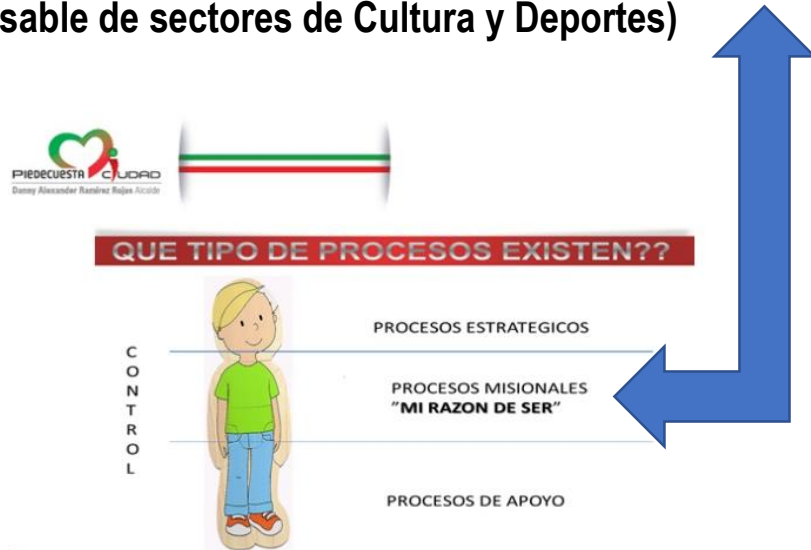 sable de sectores de Cultura y Deportes)
PIEDECUESTA CIUDAD
Danny Alexander Ramírez Rojas Alcalde
QUE TIPO DE PROCESOS EXISTEN??
PROCESOS ESTRATEGICOS
CONTROL
PROCESOS MISIONALES
"MI RAZON DE SER"
PROCESOS DE APOYO